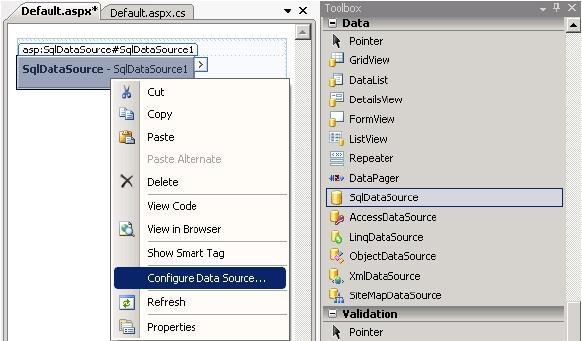 Default.aspx*
Default.aspx.cs
asp:SqlDataSource#SqlDataSource1
SqlDataSource - SqlDataSource1
Cut
Copy
Paste
Paste Alternate
Delete
View Code
View in Browser
Show Smart Tag
Configure Data Source...
Refresh
Properties
Toolbox
Data
Pointer
GridView
DataList
DetailsView
FormView
ListView
Repeater
DataPager
SqlDataSource
AccessDataSource
LinqDataSource
ObjectDataSource
XmlDataSource
SiteMapDataSource
Validation
Pointer